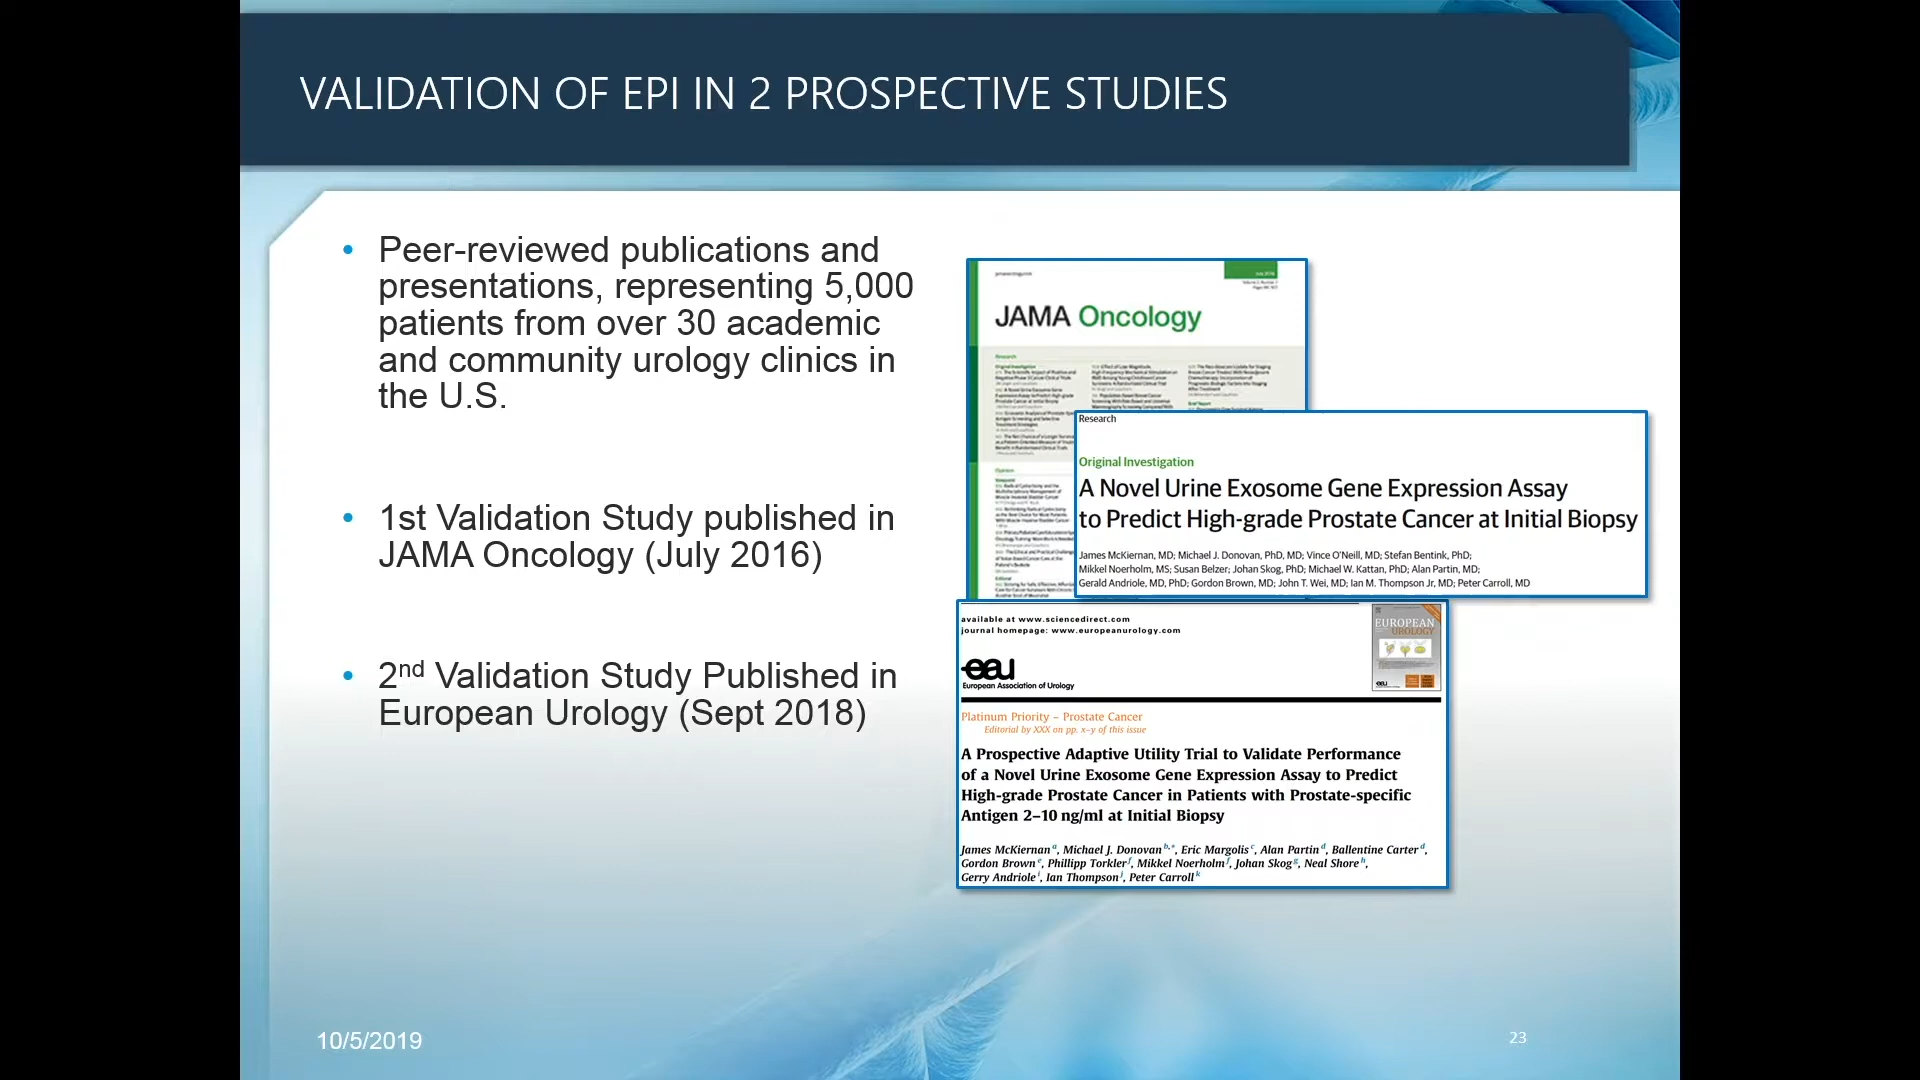 VALIDATION OF EPI IN 2 PROSPECTIVE STUDIES
• Peer-reviewed publications and
presentations, representing 5,000
patients from over 30 academic
and community urology clinics in
the U.S.
• 1st Validation Study published in
JAMA Oncology (July 2016)
• 2nd Validation Study Published in
European Urology (Sept 2018)
JAMA Oncology
Research
Original Investigation
Research
Original Investigation
A Novel Urine Exosome Gene Expression Assay
to Predict High-grade Prostate Cancer at Initial Biopsy
James McKiernan, MD; Michael J. Donovan, PhD, MD; Vince O'Neill, MD; Stefan Bentink, PhD;
Mikkel Noerholm, MS; Susan Belzer; Johan Skog, PhD; Michael W. Kattan, PhD; Alan Partin, MD;
Gerald Andriole, MD, PhD; Gordon Brown, MD; John T. Wei, MD; Ian M. Thompson Jr, MD; Peter Carroll, MD
available at www.sciencedirect.com
journal homepage: www.europeanurology.com
eau
European Association of Urology
EUROPEAN
UROLOGY
eau
Platinum Priority – Prostate Cancer
Editorial by XXX on pp. x–y of this issue
A Prospective Adaptive Utility Trial to Validate Performance
of a Novel Urine Exosome Gene Expression Assay to Predict
High-grade Prostate Cancer in Patients with Prostate-specific
Antigen 2–10 ng/ml at Initial Biopsy
James McKiernan a, Michael J. Donovan b,*, Eric Margolis c, Alan Partin d, Ballentine Carter d,
Gordon Brown e, Phillipp Torkler f, Mikkel Noerholm f, Johan Skog g, Neal Shore h,
Gerry Andriole i, Ian Thompson j, Peter Carroll k
10/5/2019
23